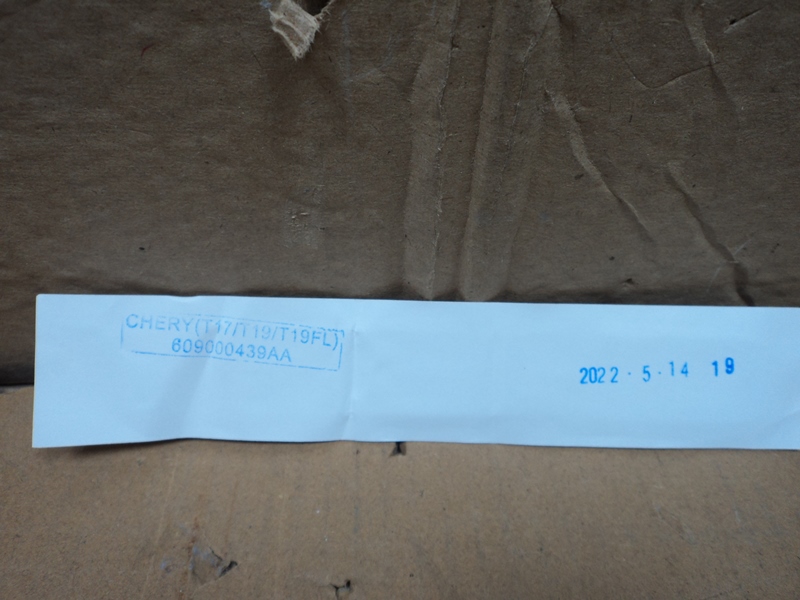 CHERY(T17/T19/T19FL)
609000439AA
2022 · 5 · 14 19